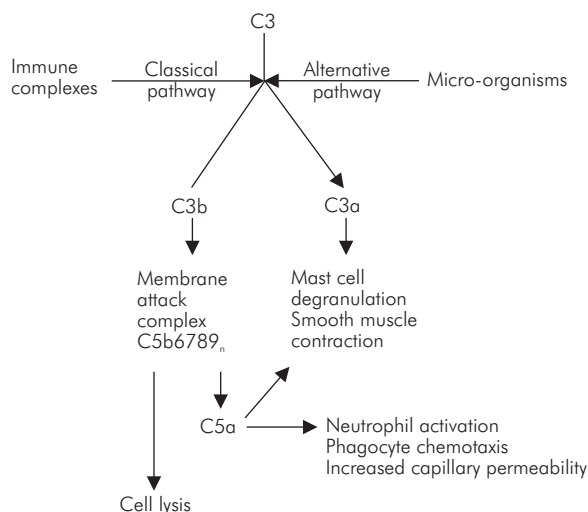 C3
Immune
complexes
Classical
pathway
Alternative
pathway
Micro-organisms
C3b
C3a
Membrane
attack
complex
C5b6789n
Mast cell
degranulation
Smooth muscle
contraction
C5a
Neutrophil activation
Phagocyte chemotaxis
Increased capillary permeability
Cell lysis